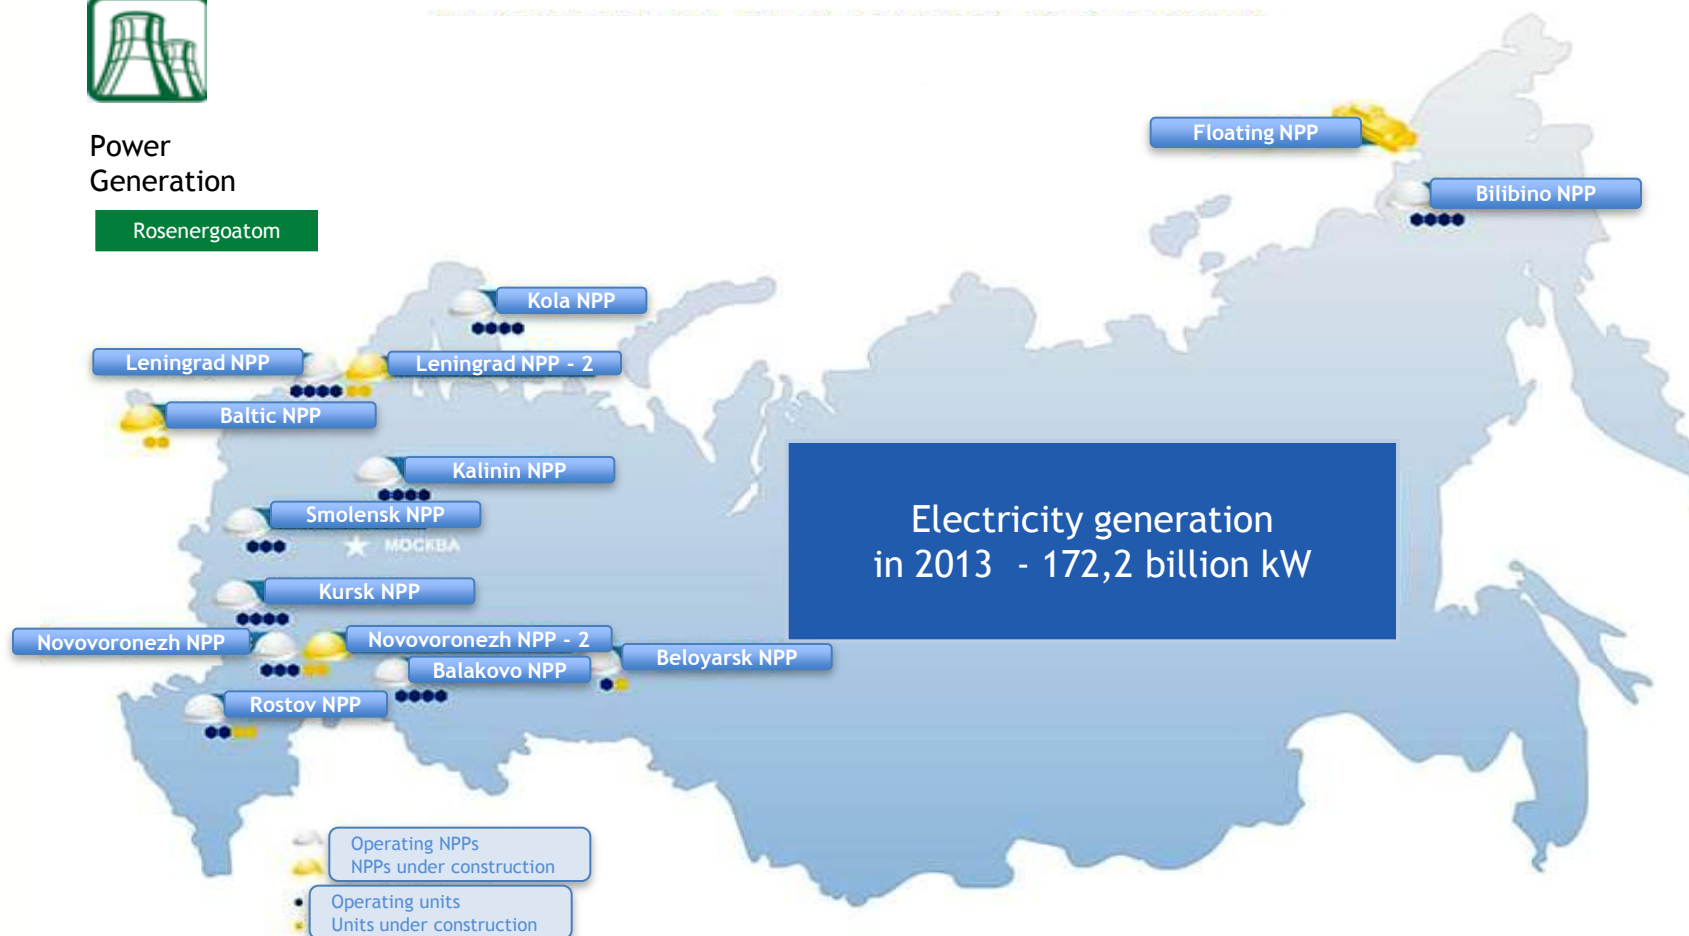 Power
Generation
Rosenergoatom
Floating NPP
Bilibino NPP
Kola NPP
Leningrad NPP
Leningrad NPP - 2
Baltic NPP
Kalinin NPP
Smolensk NPP
МОСКВА
Kursk NPP
Novovoronezh NPP
Novovoronezh NPP - 2
Balakovo NPP
Beloyarsk NPP
Rostov NPP
Electricity generation
in 2013  - 172,2 billion kW
Operating NPPs
NPPs under construction
Operating units
Units under construction